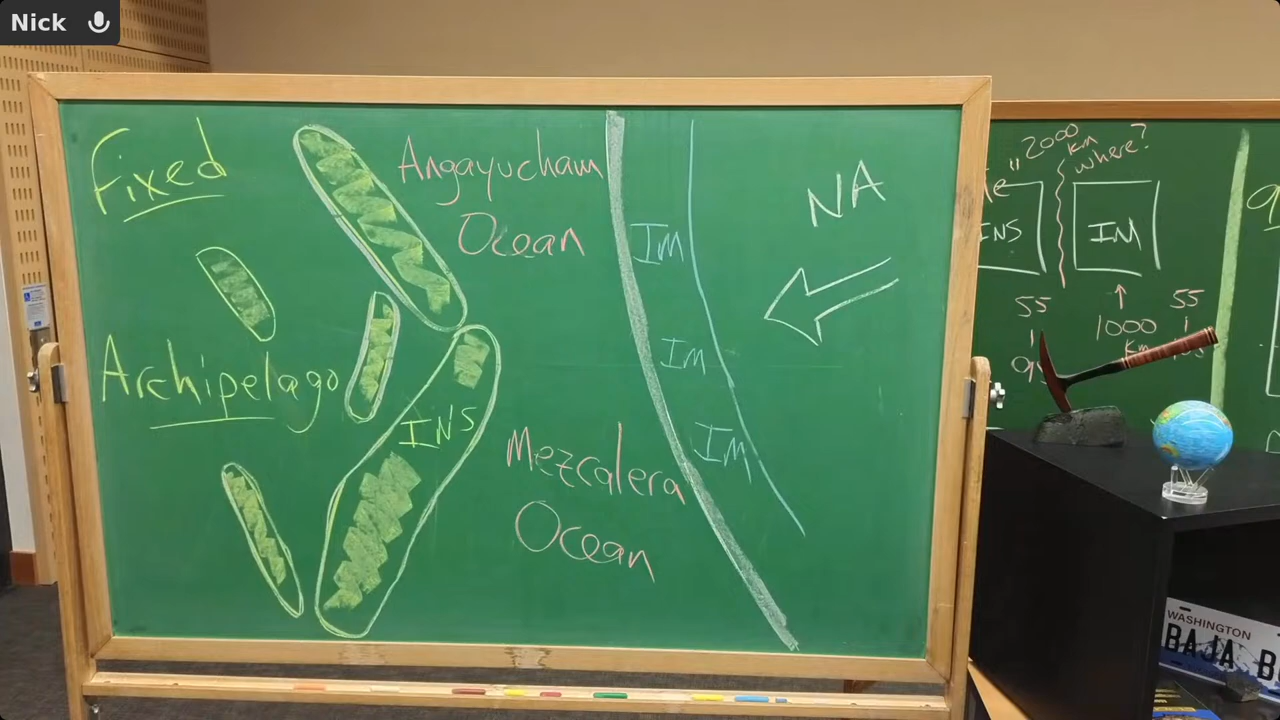 Nick
Fixed
Archipelago
Angayucham
Ocean
INS
Mezcalera
Ocean
IM
IM
IM
NA
2000
km
where?
INS
IM
55
1000
km
55
WASHINGTON
BAJA B